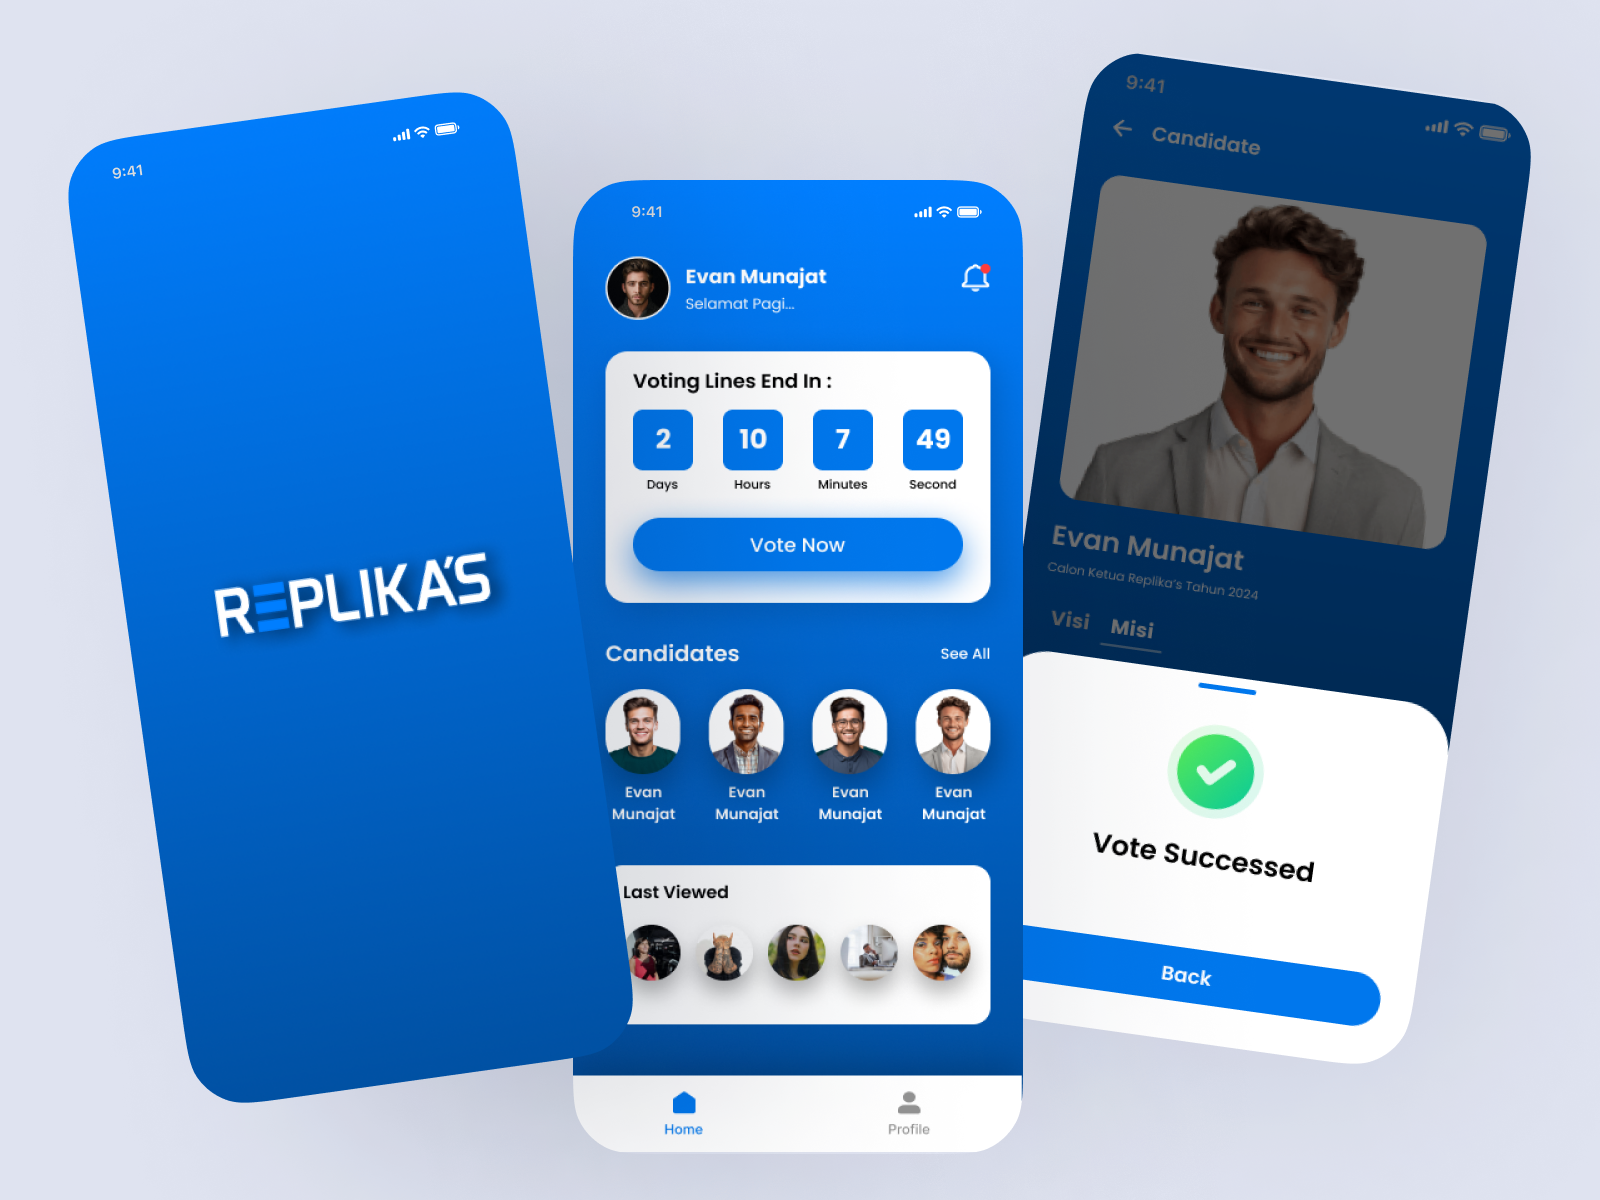 9:41
REPLIKA'S
9:41
Evan Munajat
Selamat Pagi...
Voting Lines End In :
2 10 7 49
Days Hours Minutes Second
Vote Now
Candidates See All
Evan Munajat
Evan Munajat
Evan Munajat
Evan Munajat
Last Viewed
Home Profile
9:41
Candidate
Evan Munajat
Calon Ketua Replika's Tahun 2024
Visi Misi
Vote Successed
Back